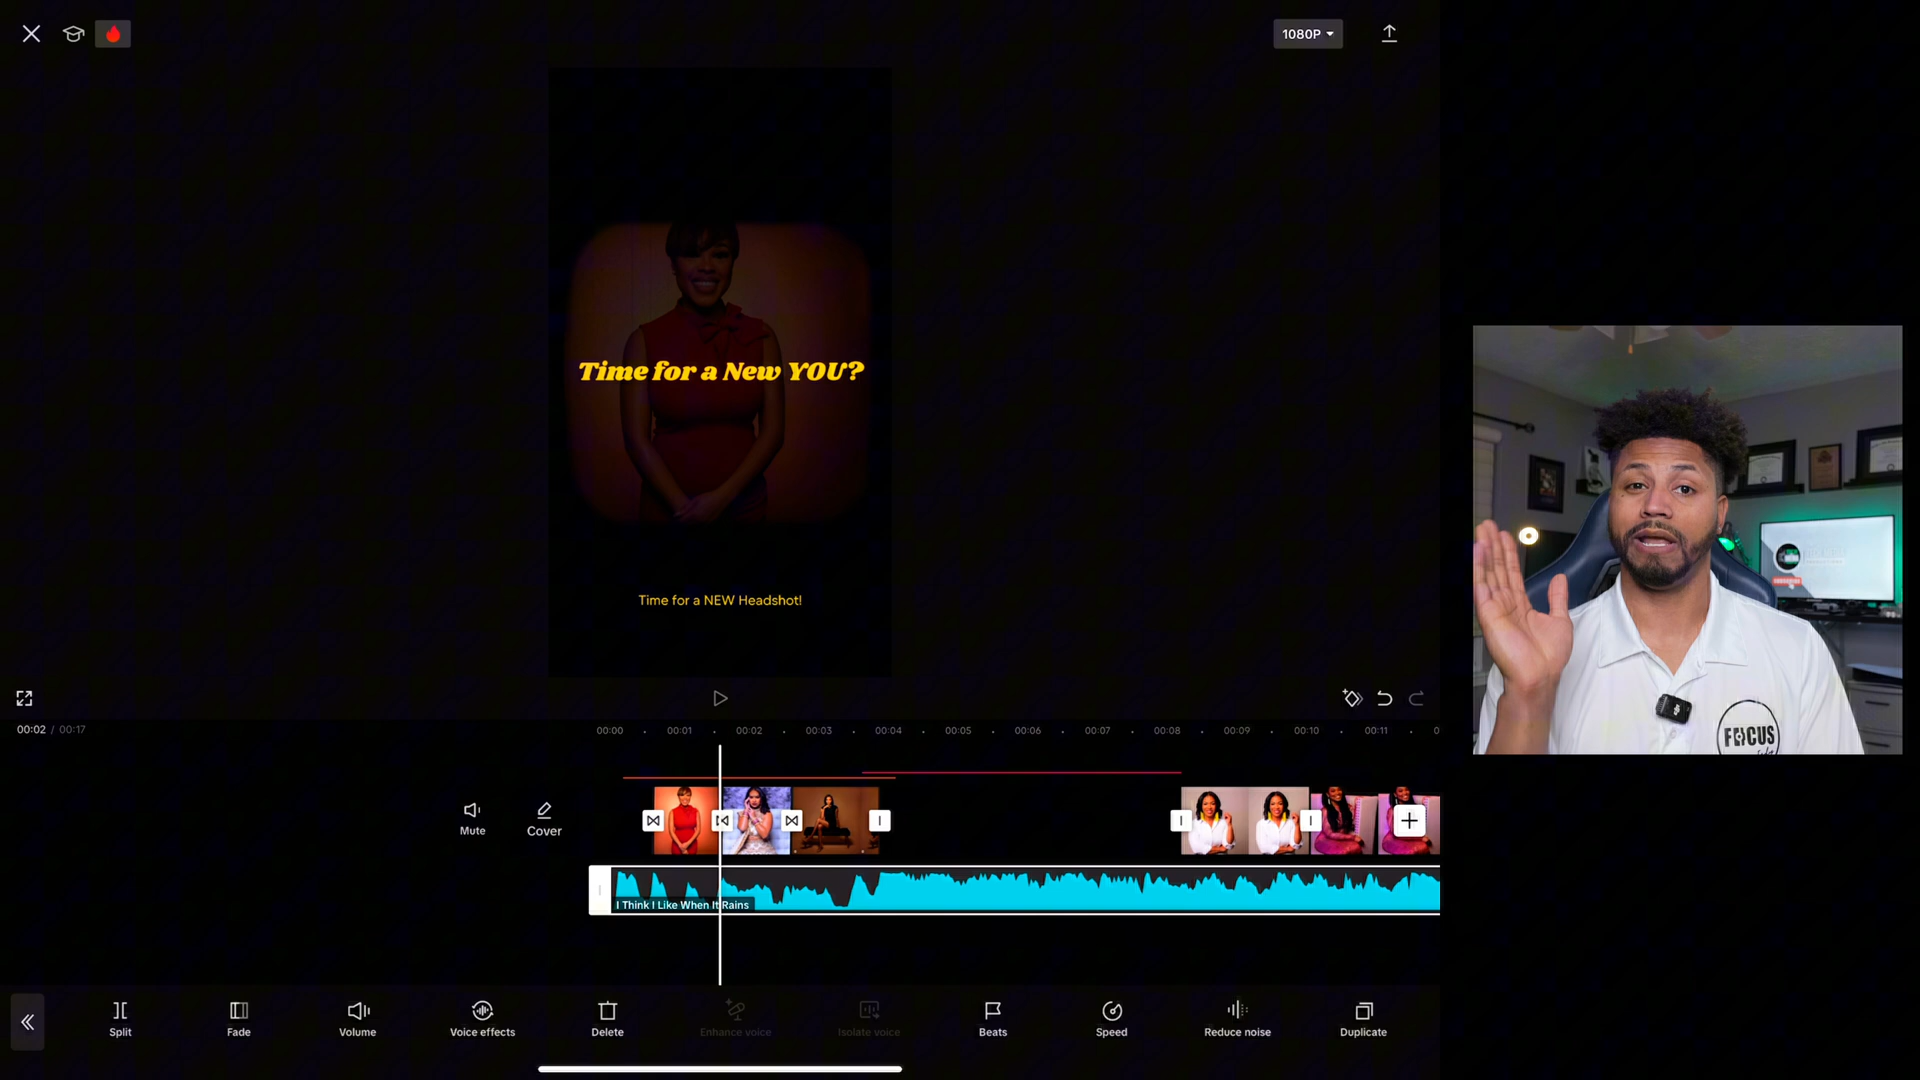 1080P
Time for a New YOU?
Time for a NEW Headshot!
00:02 / 00:17
00:00
00:01
00:02
00:03
00:04
00:05
00:06
00:07
00:08
00:09
00:10
00:11
0
Mute
Cover
I Think I Like When It Rains
Split
Fade
Volume
Voice effects
Delete
Enhance voice
Isolate voice
Beats
Speed
Reduce noise
Duplicate
FOCUS